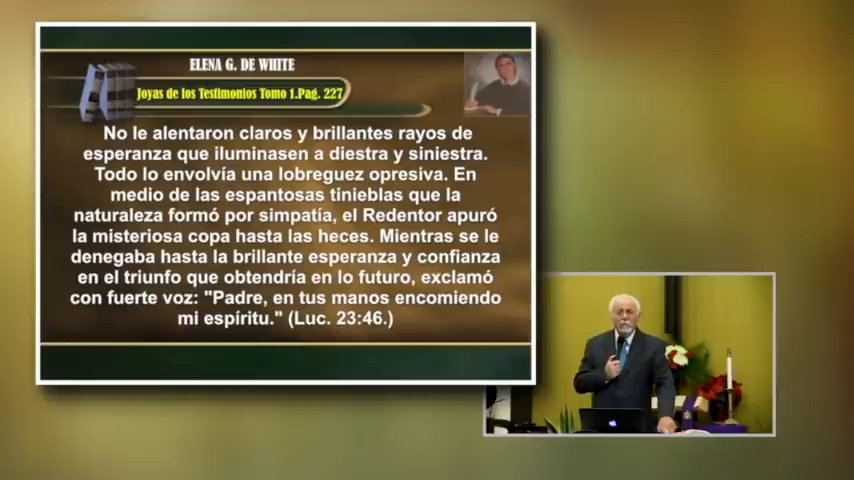 ELENA G. DE WHITE
Joyas de los Testimonios Tomo 1.Pag. 227
No le alentaron claros y brillantes rayos de
esperanza que iluminasen a diestra y siniestra.
Todo lo envolvía una lobreguez opresiva. En
medio de las espantosas tinieblas que la
naturaleza formó por simpatía, el Redentor apuró
la misteriosa copa hasta las heces. Mientras se le
denegaba hasta la brillante esperanza y confianza
en el triunfo que obtendría en lo futuro, exclamó
con fuerte voz: "Padre, en tus manos encomiendo
mi espíritu." (Luc. 23:46.)